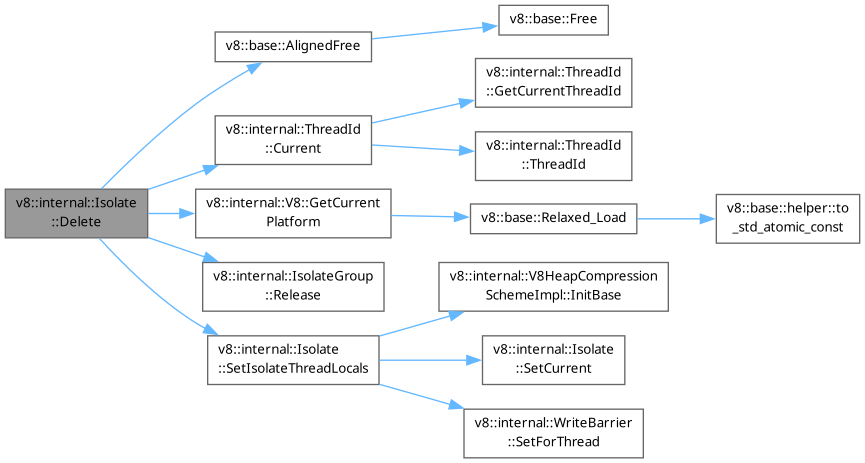 v8::internal::Isolate
::Delete
v8::base::AlignedFree
v8::base::Free
v8::internal::ThreadId
::Current
v8::internal::ThreadId
::GetCurrentThreadId
v8::internal::ThreadId
::ThreadId
v8::internal::V8::GetCurrent
Platform
v8::base::Relaxed_Load
v8::base::helper::to
_std_atomic_const
v8::internal::IsolateGroup
::Release
v8::internal::Isolate
::SetIsolateThreadLocals
v8::internal::V8HeapCompression
SchemeImpl::InitBase
v8::internal::Isolate
::SetCurrent
v8::internal::WriteBarrier
::SetForThread